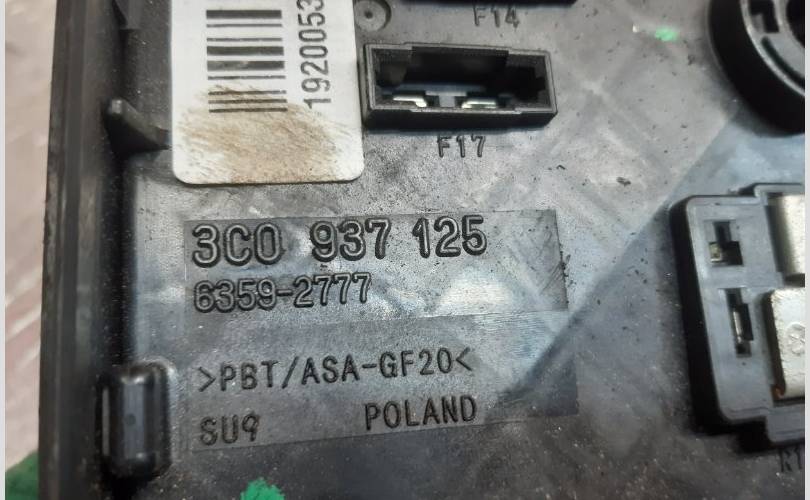 F14
1920053
F17
3C0 937 125
6359-2777
>PBT/ASA-GF20<
SU9 POLAND